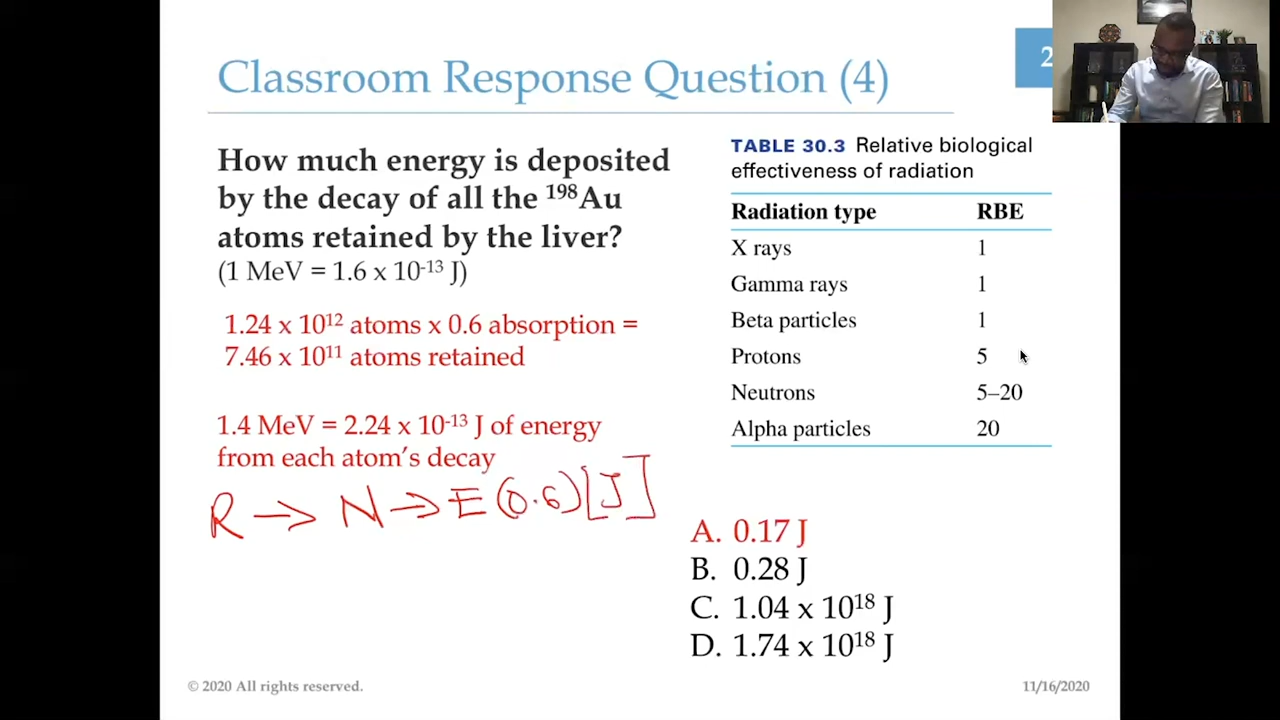 Classroom Response Question (4)
2
How much energy is deposited
by the decay of all the ¹⁹⁸Au
atoms retained by the liver?
(1 MeV = 1.6 x 10⁻¹³ J)
1.24 x 10¹² atoms x 0.6 absorption =
7.46 x 10¹¹ atoms retained
1.4 MeV = 2.24 x 10⁻¹³ J of energy
from each atom's decay
R → N → E (0.6) [J]
TABLE 30.3 Relative biological
effectiveness of radiation
Radiation type RBE
X rays 1
Gamma rays 1
Beta particles 1
Protons 5
Neutrons 5–20
Alpha particles 20
A. 0.17 J
B. 0.28 J
C. 1.04 x 10¹⁸ J
D. 1.74 x 10¹⁸ J
© 2020 All rights reserved.
11/16/2020